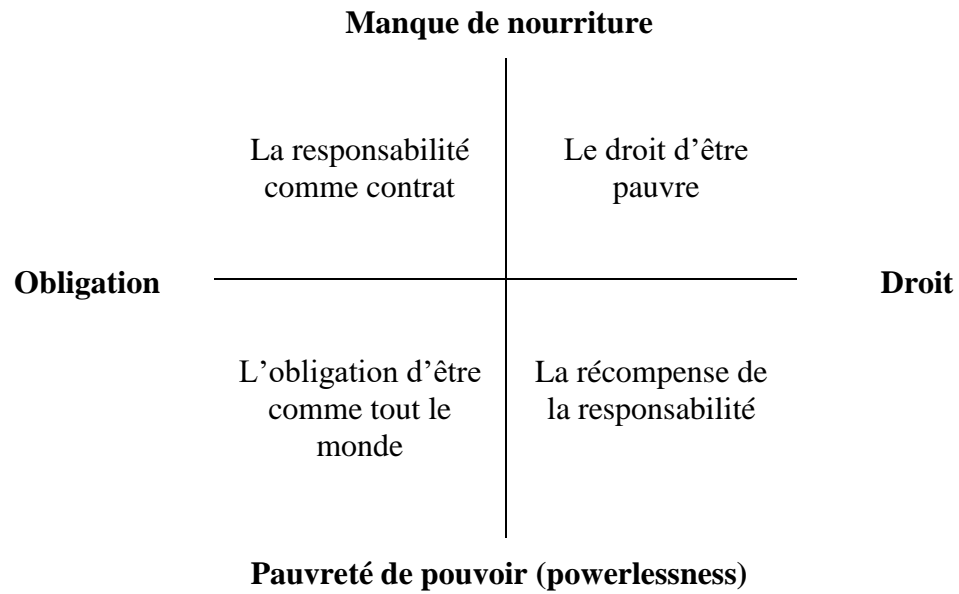 Manque de nourriture
La responsabilité
comme contrat
Le droit d’être
pauvre
Obligation
Droit
L’obligation d’être
comme tout le
monde
La récompense de
la responsabilité
Pauvreté de pouvoir (powerlessness)